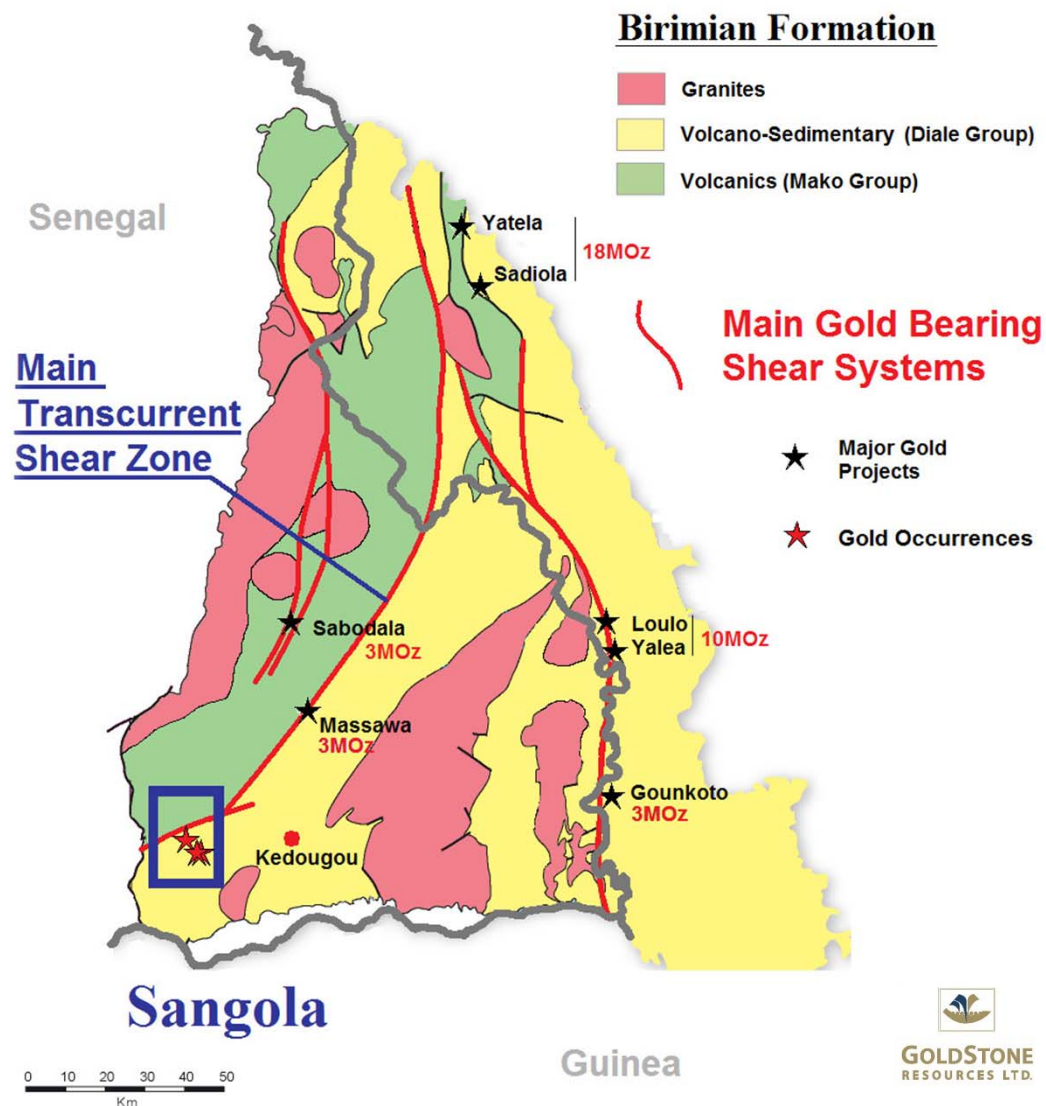 Birimian Formation
Granites
Volcano-Sedimentary (Diale Group)
Volcanics (Mako Group)
Senegal
Yatela
18MOz
Sadiola
Main Gold Bearing
Shear Systems
Main
Transcurrent
Shear Zone
Major Gold
Projects
Gold Occurrences
Sabodala
3MOz
Loulo
Yalea
10MOz
Massawa
3MOz
Gounkoto
3MOz
Kedougou
Sangola
Guinea
0 10 20 30 40 50
Km
GOLDSTONE
RESOURCES LTD.